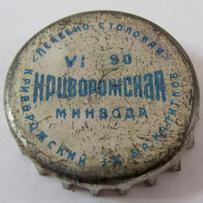 ЛЕЧЕБНО-СТОЛОВАЯ
VI 90
КРИВОРОЖСКАЯ
МИНВОДА
КРИВОРОЖСКИЙ З-Д Б/А НАПИТКОВ